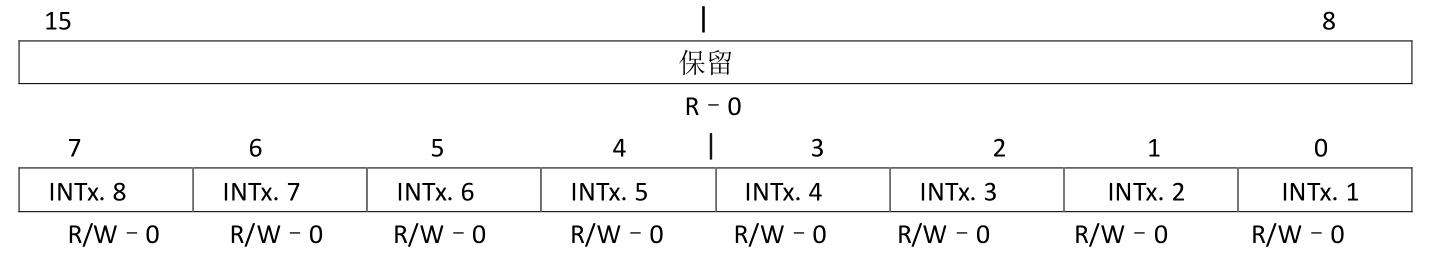 15 | 8
保留
R - 0
7 6 5 4 | 3 2 1 0
INTx. 8 INTx. 7 INTx. 6 INTx. 5 INTx. 4 INTx. 3 INTx. 2 INTx. 1
R/W - 0 R/W - 0 R/W - 0 R/W - 0 R/W - 0 R/W - 0 R/W - 0 R/W - 0